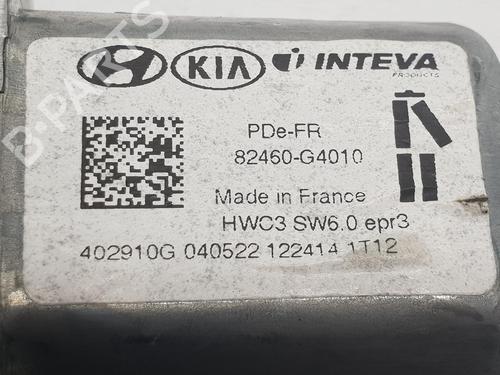 KIA INTEVA
PRODUCTS
PDe-FR
82460-G4010
Made in France
HWC3 SW6.0 epr3
402910G 040522 122414 1T12
B-PARTS